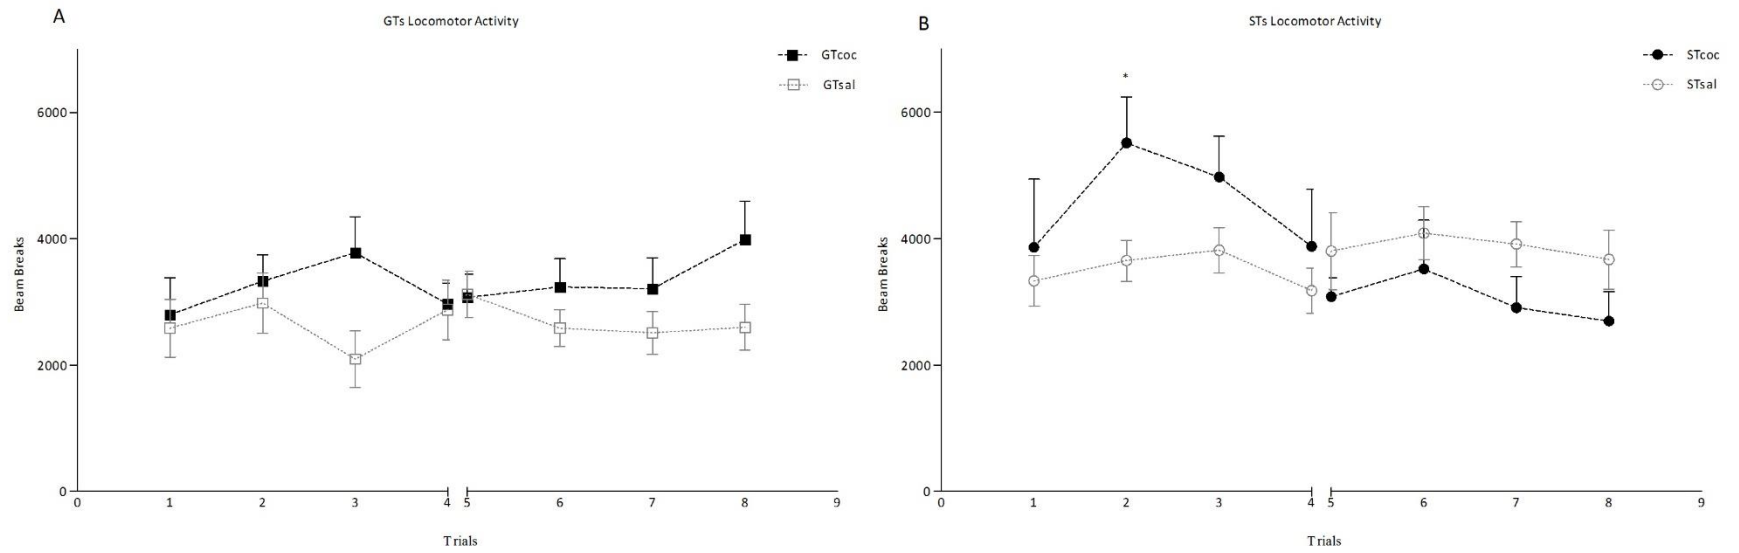 A
GTs Locomotor Activity
GTcoc
GTsal
6000
4000
2000
0
Beam Breaks
0 1 2 3 4 5 6 7 8 9
Trials
B
STs Locomotor Activity
STcoc
STsal
*
6000
4000
2000
0
Beam Breaks
0 1 2 3 4 5 6 7 8 9
Trials